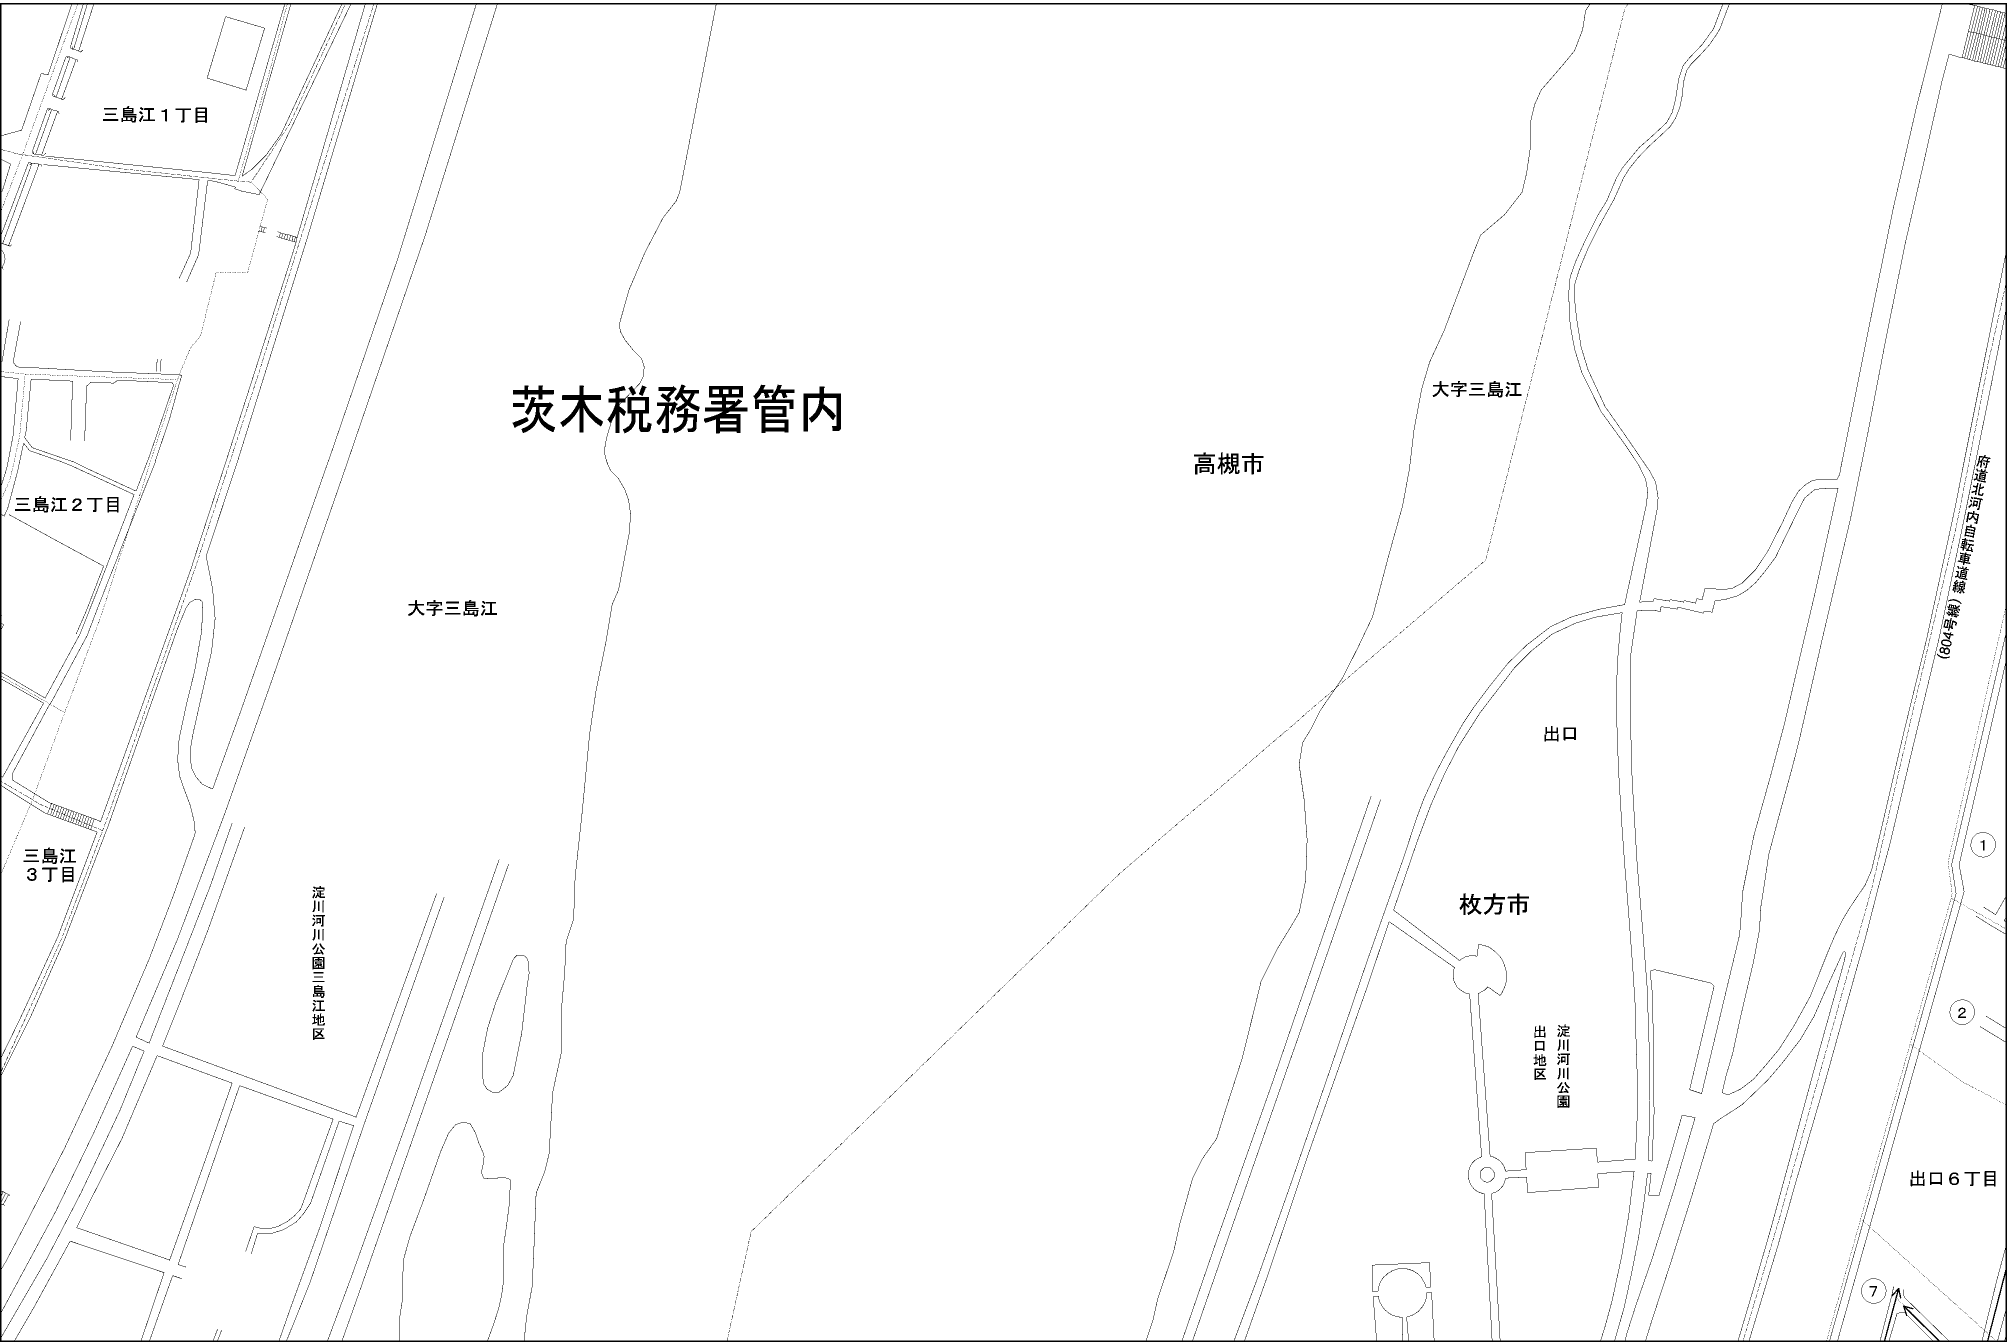 三島江１丁目
茨木税務署管内
大字三島江
高槻市
府道北河内自転車道線
(804号線)
三島江２丁目
大字三島江
出口
三島江
３丁目
1
淀川河川公園三島江地区
枚方市
2
淀川河川公園
出口地区
出口６丁目
7